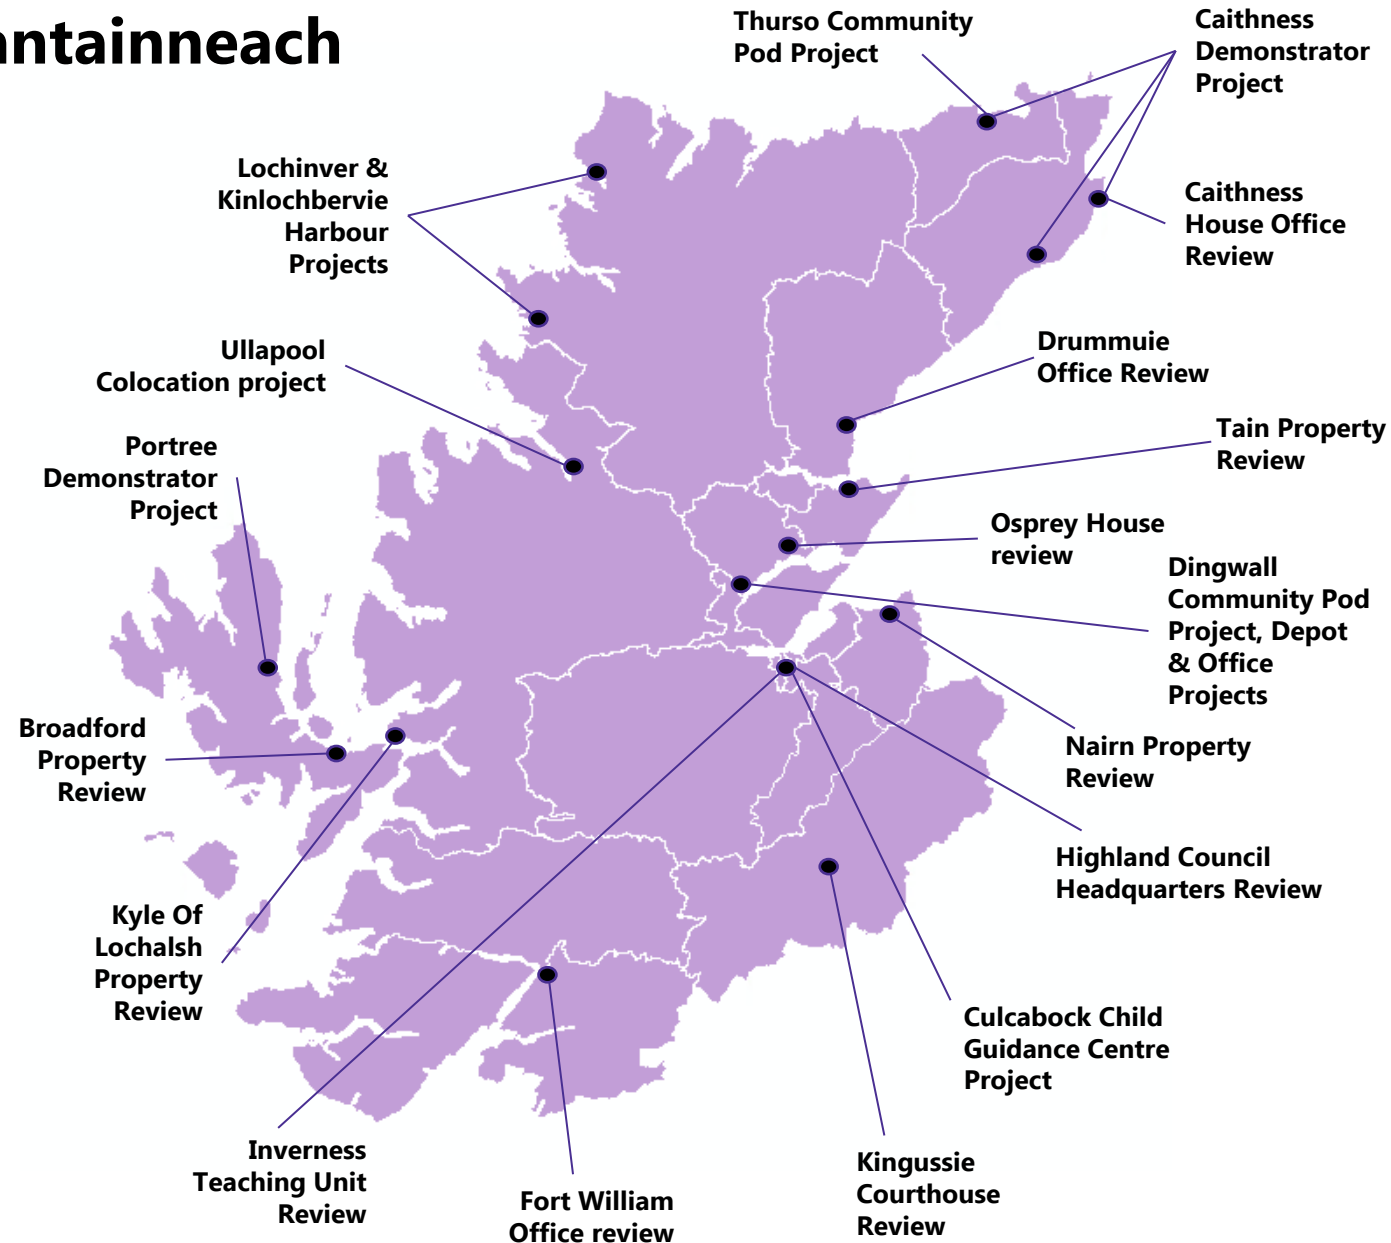 ntainneach
Thurso Community
Pod Project
Caithness
Demonstrator
Project
Lochinver &
Kinlochbervie
Harbour
Projects
Caithness
House Office
Review
Ullapool
Colocation project
Drummuie
Office Review
Portree
Demonstrator
Project
Tain Property
Review
Osprey House
review
Dingwall
Community Pod
Project, Depot
& Office
Projects
Broadford
Property
Review
Nairn Property
Review
Highland Council
Headquarters Review
Kyle Of
Lochalsh
Property
Review
Culcabock Child
Guidance Centre
Project
Inverness
Teaching Unit
Review
Fort William
Office review
Kingussie
Courthouse
Review